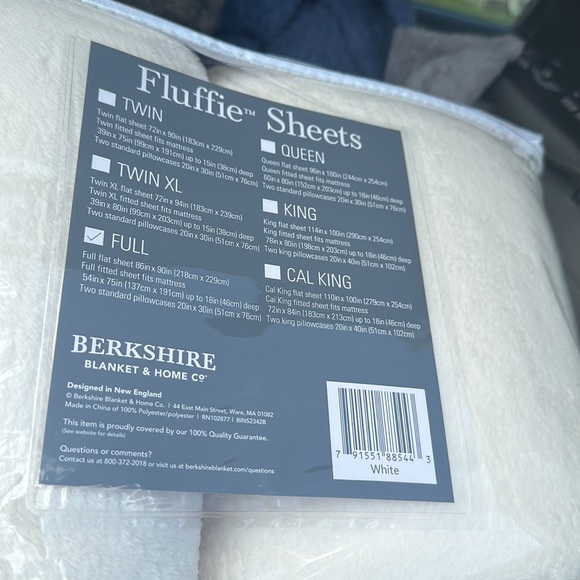 Fluffie™ Sheets
TWIN
Twin flat sheet 72in x 90in (183cm x 229cm)
Twin fitted sheet fits mattress
39in x 75in (99cm x 191cm) up to 15in (38cm) deep
Two standard pillowcases 20in x 30in (51cm x 76cm)
TWIN XL
Twin XL flat sheet 72in x 94in (183cm x 239cm)
Twin XL fitted sheet fits mattress
39in x 80in (99cm x 203cm) up to 15in (38cm) deep
Two standard pillowcases 20in x 30in (51cm x 76cm)
FULL
Full flat sheet 86in x 90in (218cm x 229cm)
Full fitted sheet fits mattress
54in x 75in (137cm x 191cm) up to 18in (46cm) deep
Two standard pillowcases 20in x 30in (51cm x 76cm)
QUEEN
Queen flat sheet 96in x 100in (244cm x 254cm)
Queen fitted sheet fits mattress
60in x 80in (152cm x 203cm) up to 18in (46cm) deep
Two standard pillowcases 20in x 30in (51cm x 76cm)
KING
King flat sheet 114in x 100in (290cm x 254cm)
King fitted sheet fits mattress
78in x 80in (198cm x 203cm) up to 18in (46cm) deep
Two king pillowcases 20in x 40in (51cm x 102cm)
CAL KING
Cal King flat sheet 110in x 100in (279cm x 254cm)
Cal King fitted sheet fits mattress
72in x 84in (183cm x 213cm) up to 18in (46cm) deep
Two king pillowcases 20in x 40in (51cm x 102cm)
BERKSHIRE
BLANKET & HOME Cº
Designed in New England
© Berkshire Blanket & Home Co. | 44 East Main Street, Ware, MA 01082
Made in China of 100% Polyester/polyester | RN102877 | BINS2342B
This item is proudly covered by our 100% Quality Guarantee.
(See website for details)
Questions or comments?
Contact us at 800-372-2018 or visit us at berkshireblanket.com/questions
7 91551 88544 3
White